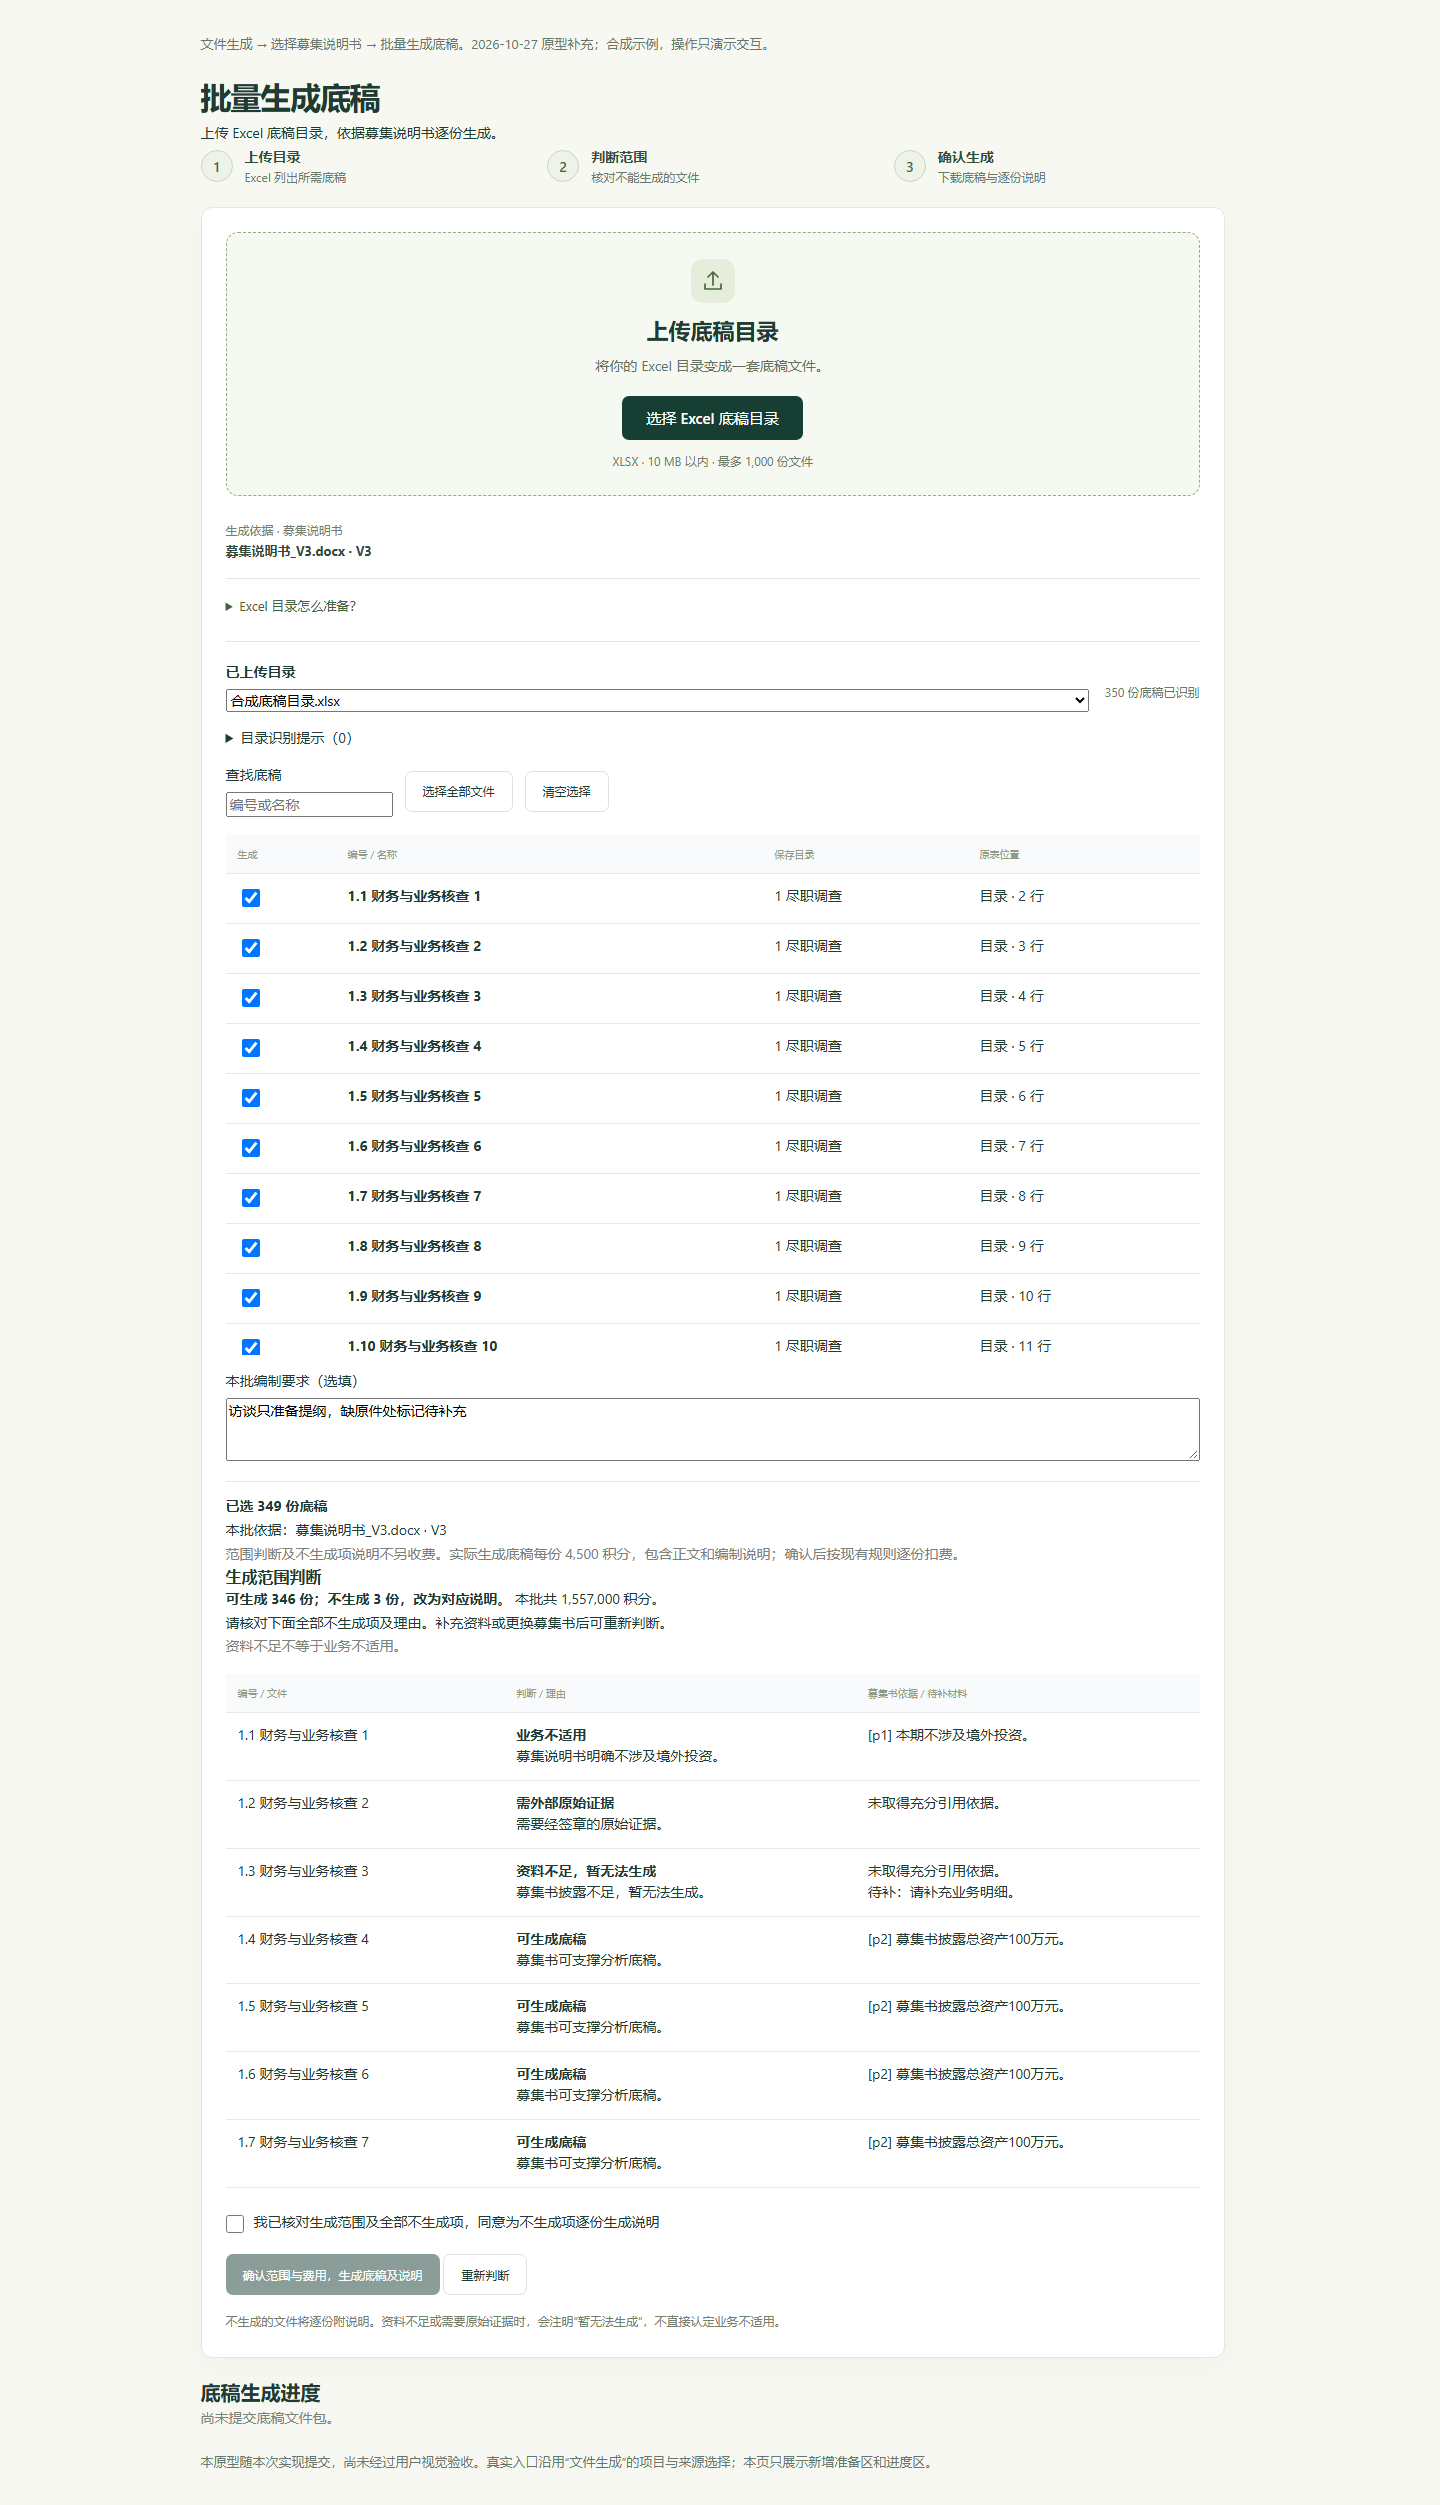 文件生成 → 选择募集说明书 → 批量生成底稿。2026-10-27 原型补充；合成示例，操作只演示交互。
批量生成底稿
上传 Excel 底稿目录，依据募集说明书逐份生成。
1
上传目录
Excel 列出所需底稿
2
判断范围
核对不能生成的文件
3
确认生成
下载底稿与逐份说明
上传底稿目录
将你的 Excel 目录变成一套底稿文件。
选择 Excel 底稿目录
XLSX · 10 MB 以内 · 最多 1,000 份文件
生成依据 · 募集说明书
募集说明书_V3.docx · V3
Excel 目录怎么准备？
已上传目录
合成底稿目录.xlsx
350 份底稿已识别
目录识别提示（0）
查找底稿
编号或名称
选择全部文件
清空选择
生成 编号 / 名称 保存目录 原表位置
1.1 财务与业务核查 1 1 尽职调查 目录 · 2 行
1.2 财务与业务核查 2 1 尽职调查 目录 · 3 行
1.3 财务与业务核查 3 1 尽职调查 目录 · 4 行
1.4 财务与业务核查 4 1 尽职调查 目录 · 5 行
1.5 财务与业务核查 5 1 尽职调查 目录 · 6 行
1.6 财务与业务核查 6 1 尽职调查 目录 · 7 行
1.7 财务与业务核查 7 1 尽职调查 目录 · 8 行
1.8 财务与业务核查 8 1 尽职调查 目录 · 9 行
1.9 财务与业务核查 9 1 尽职调查 目录 · 10 行
1.10 财务与业务核查 10 1 尽职调查 目录 · 11 行
本批编制要求（选填）
访谈只准备提纲，缺原件处标记待补充
已选 349 份底稿
本批依据：募集说明书_V3.docx · V3
范围判断及不生成项说明不另收费。实际生成底稿每份 4,500 积分，包含正文和编制说明；确认后按现有规则逐份扣费。
生成范围判断
可生成 346 份；不生成 3 份，改为对应说明。 本批共 1,557,000 积分。
请核对下面全部不生成项及理由。补充资料或更换募集书后可重新判断。
资料不足不等于业务不适用。
编号 / 文件 判断 / 理由 募集书依据 / 待补材料
1.1 财务与业务核查 1 业务不适用 [p1] 本期不涉及境外投资。
募集说明书明确不涉及境外投资。
1.2 财务与业务核查 2 需外部原始证据 未取得充分引用依据。
需要经签章的原始证据。
1.3 财务与业务核查 3 资料不足，暂无法生成 未取得充分引用依据。
募集书披露不足，暂无法生成。 待补：请补充业务明细。
1.4 财务与业务核查 4 可生成底稿 [p2] 募集书披露总资产100万元。
募集书可支撑分析底稿。
1.5 财务与业务核查 5 可生成底稿 [p2] 募集书披露总资产100万元。
募集书可支撑分析底稿。
1.6 财务与业务核查 6 可生成底稿 [p2] 募集书披露总资产100万元。
募集书可支撑分析底稿。
1.7 财务与业务核查 7 可生成底稿 [p2] 募集书披露总资产100万元。
募集书可支撑分析底稿。
我已核对生成范围及全部不生成项，同意为不生成项逐份生成说明
确认范围与费用，生成底稿及说明
重新判断
不生成的文件将逐份附说明。资料不足或需要原始证据时，会注明“暂无法生成”，不直接认定业务不适用。
底稿生成进度
尚未提交底稿文件包。
本原型随本次实现提交，尚未经过用户视觉验收。真实入口沿用“文件生成”的项目与来源选择；本页只展示新增准备区和进度区。